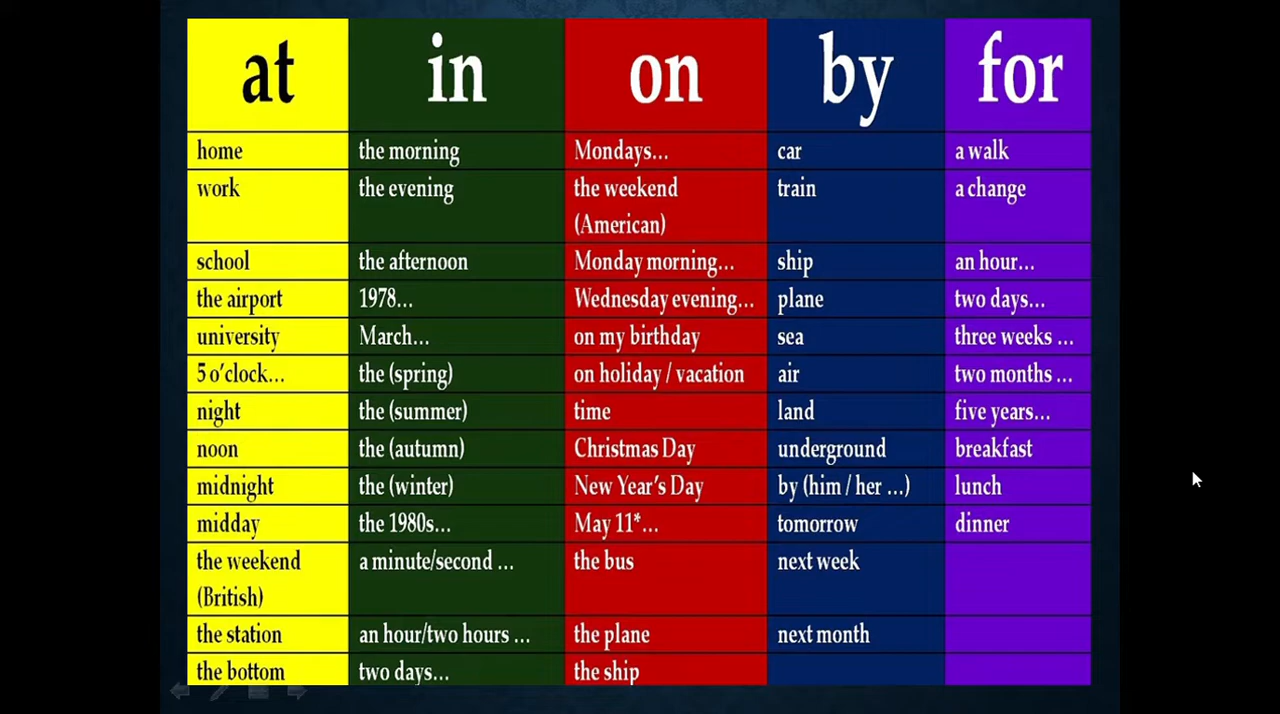 at in on by for
home the morning Mondays... car a walk
work the evening the weekend train a change
(American)
school the afternoon Monday morning... ship an hour...
the airport 1978... Wednesday evening... plane two days...
university March... on my birthday sea three weeks ...
5 o'clock... the (spring) on holiday / vacation air two months ...
night the (summer) time land five years...
noon the (autumn) Christmas Day underground breakfast
midnight the (winter) New Year's Day by (him / her ...) lunch
midday the 1980s... May 11*... tomorrow dinner
the weekend a minute/second ... the bus next week
(British)
the station an hour/two hours ... the plane next month
the bottom two days... the ship